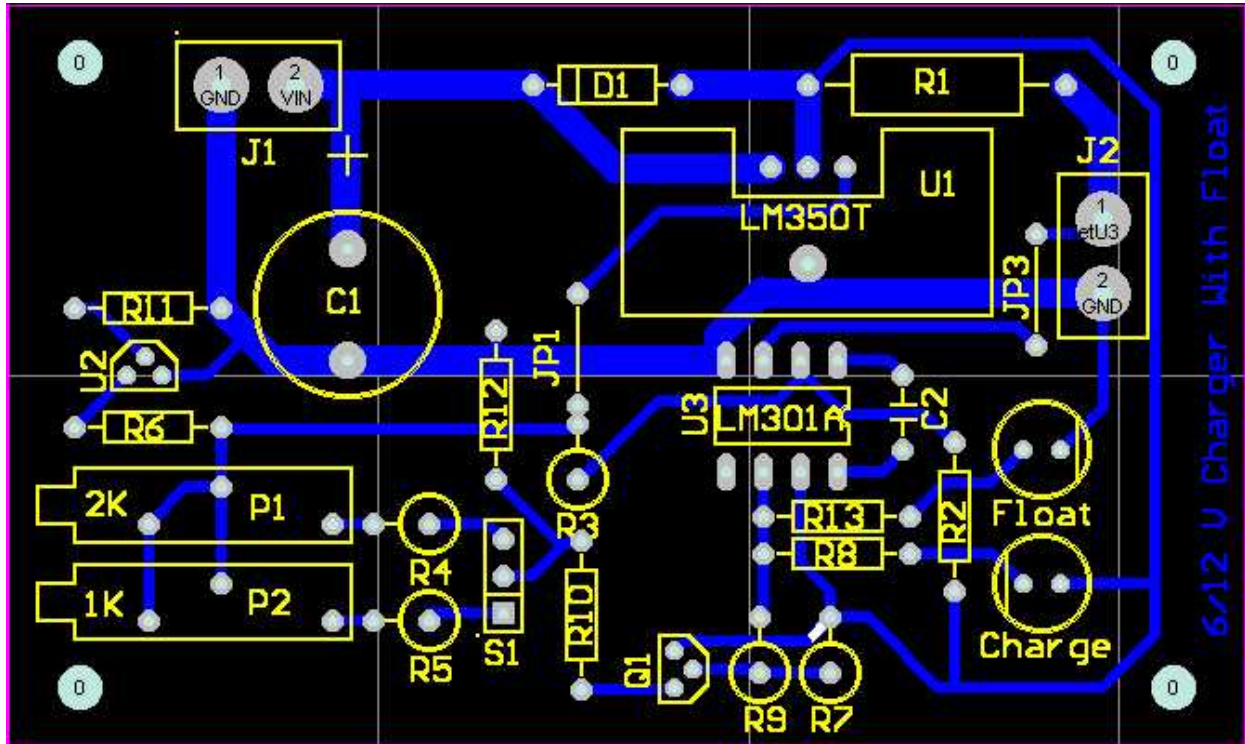 0
0
1
GND
2
VIN
J1
D1
R1
J2
U1
LM350T
1
etU3
2
GND
JP3
R11
C1
U2
JP1
R12
U3
LM301A
C2
R6
2K
P1
R3
R4
R13
R8
R2
Float
1K
P2
R5
S1
R10
Q1
R9
R7
Charge
0
0
6/12 V Charger With Float